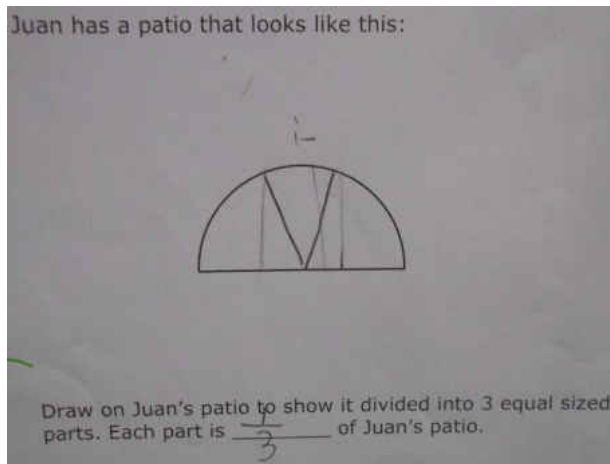 Juan has a patio that looks like this:
Draw on Juan's patio to show it divided into 3 equal sized
parts. Each part is 1/3 of Juan's patio.